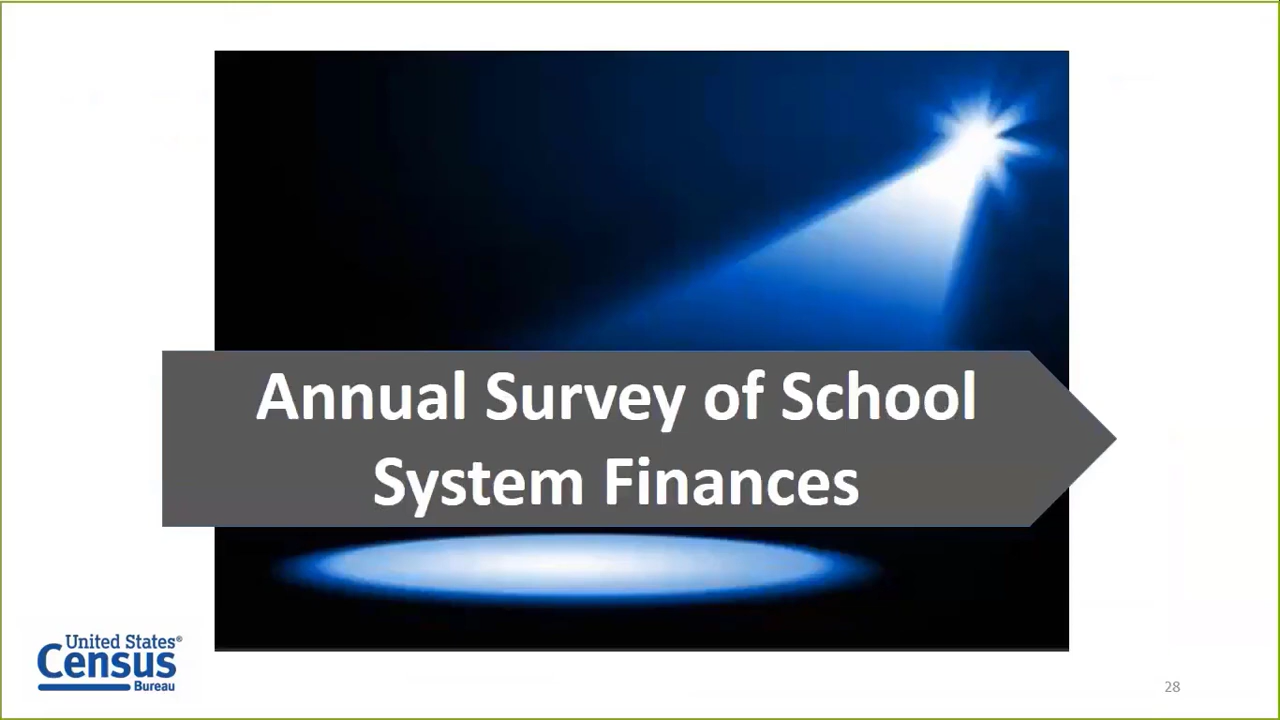 Annual Survey of School
System Finances
United States®
Census
Bureau
28